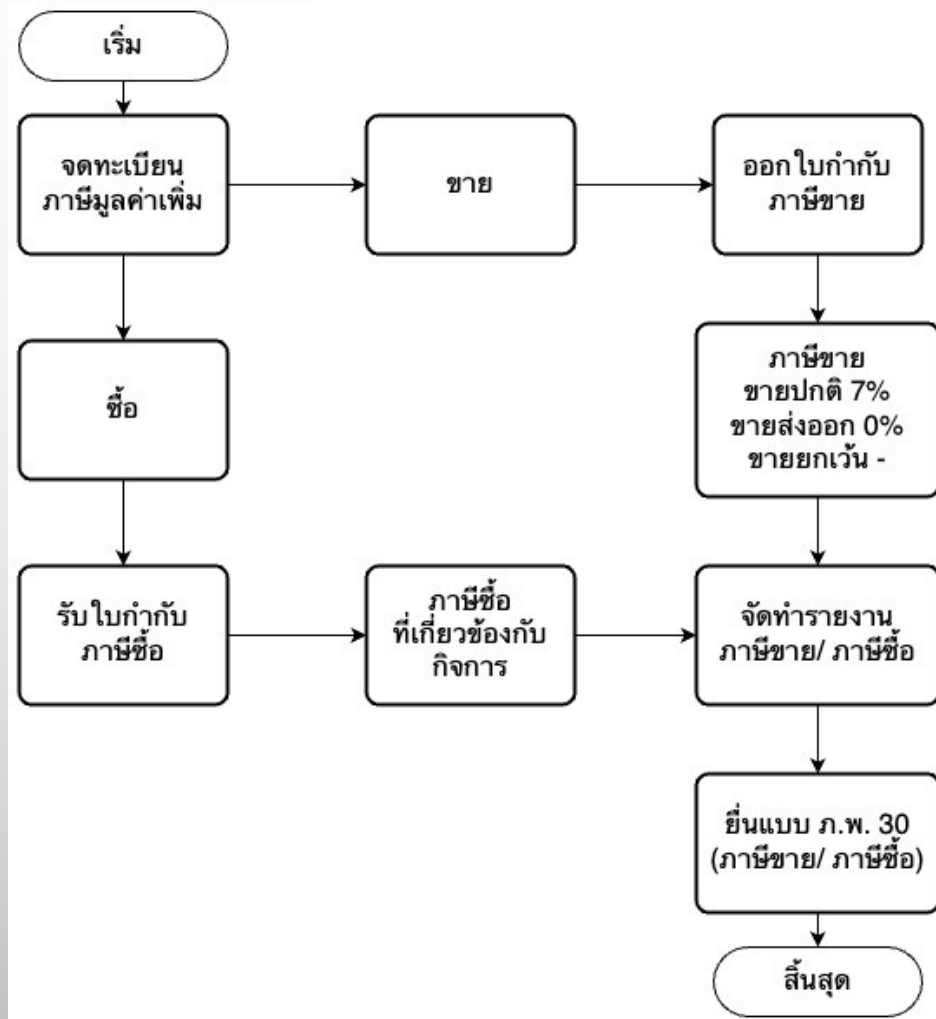 เริ่ม
จดทะเบียน
ภาษีมูลค่าเพิ่ม
ขาย
ออกใบกำกับ
ภาษีขาย
ซื้อ
ภาษีขาย
ขายปกติ 7%
ขายส่งออก 0%
ขายยกเว้น -
รับใบกำกับ
ภาษีซื้อ
ภาษีซื้อ
ที่เกี่ยวข้องกับ
กิจการ
จัดทำรายงาน
ภาษีขาย/ ภาษีซื้อ
ยื่นแบบ ภ.พ. 30
(ภาษีขาย/ ภาษีซื้อ)
สิ้นสุด